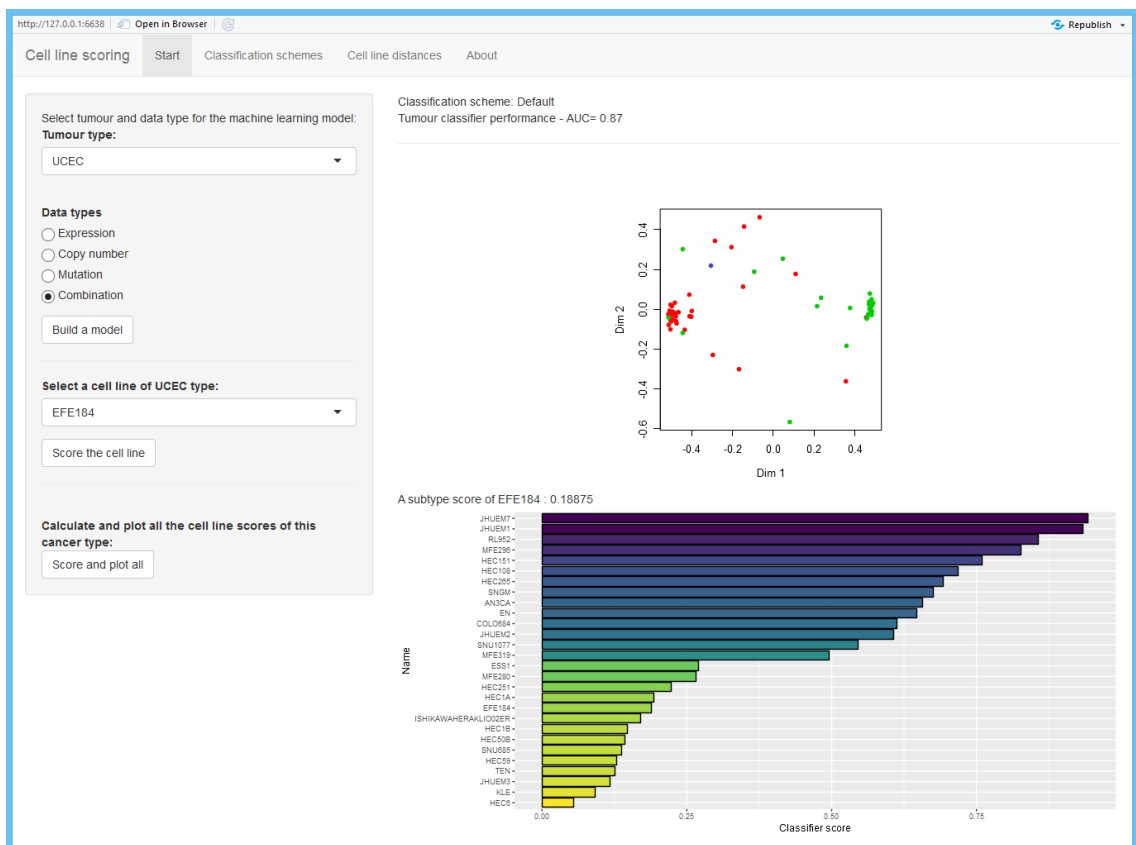 http://127.0.0.1:6638 Open in Browser Republish
Cell line scoring Start Classification schemes Cell line distances About
Select tumour and data type for the machine learning model:
Tumour type:
UCEC
Data types
Expression
Copy number
Mutation
Combination
Build a model
Select a cell line of UCEC type:
EFE184
Score the cell line
Calculate and plot all the cell line scores of this
cancer type:
Score and plot all
Classification scheme: Default
Tumour classifier performance - AUC= 0.87
0.4
0.2
0.0
-0.2
-0.4
-0.6
Dim 2
-0.4 -0.2 0.0 0.2 0.4
Dim 1
A subtype score of EFE184 : 0.18875
JHUEM7
JHUEM1
RL952
MFE296
HEC151
HEC108
HEC265
SNGM
AN3CA
EN
COLO684
JHUEM2
SNU1077
MFE319
ESS1
MFE280
HEC251
HEC1A
EFE184
ISHIKAWAHERAKLIO02ER
HEC1B
HEC50B
SNU685
HEC59
TEN
JHUEM3
KLE
HEC6
Name
0.00 0.25 0.50 0.75
Classifier score